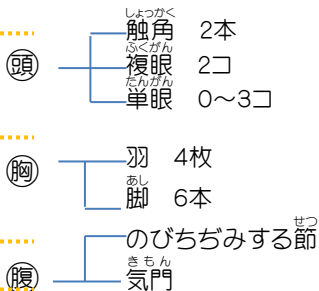 しょっかく
触角 2本
ふくがん
頭 複眼 2コ
たんがん
単眼 0〜3コ
胸 羽 4枚
あし
脚 6本
せつ
のびちぢみする節
きもん
腹 気門